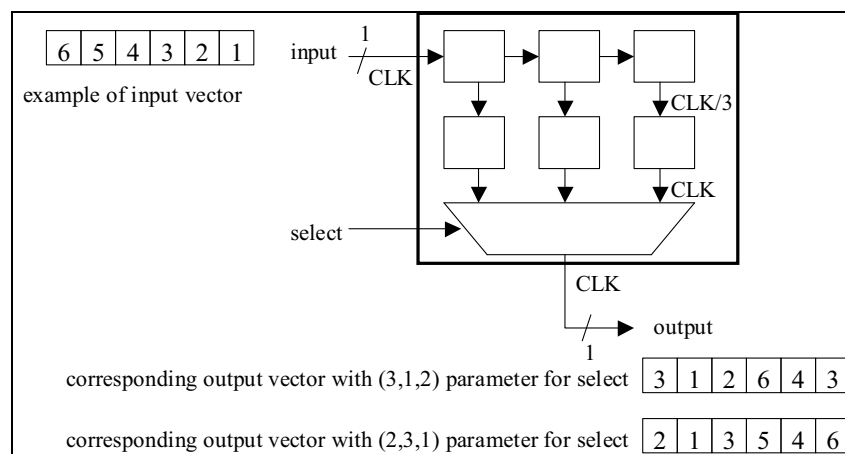 6 5 4 3 2 1
example of input vector
input
1
CLK
CLK/3
CLK
select
CLK
1
output
corresponding output vector with (3,1,2) parameter for select
3 1 2 6 4 3
corresponding output vector with (2,3,1) parameter for select
2 1 3 5 4 6